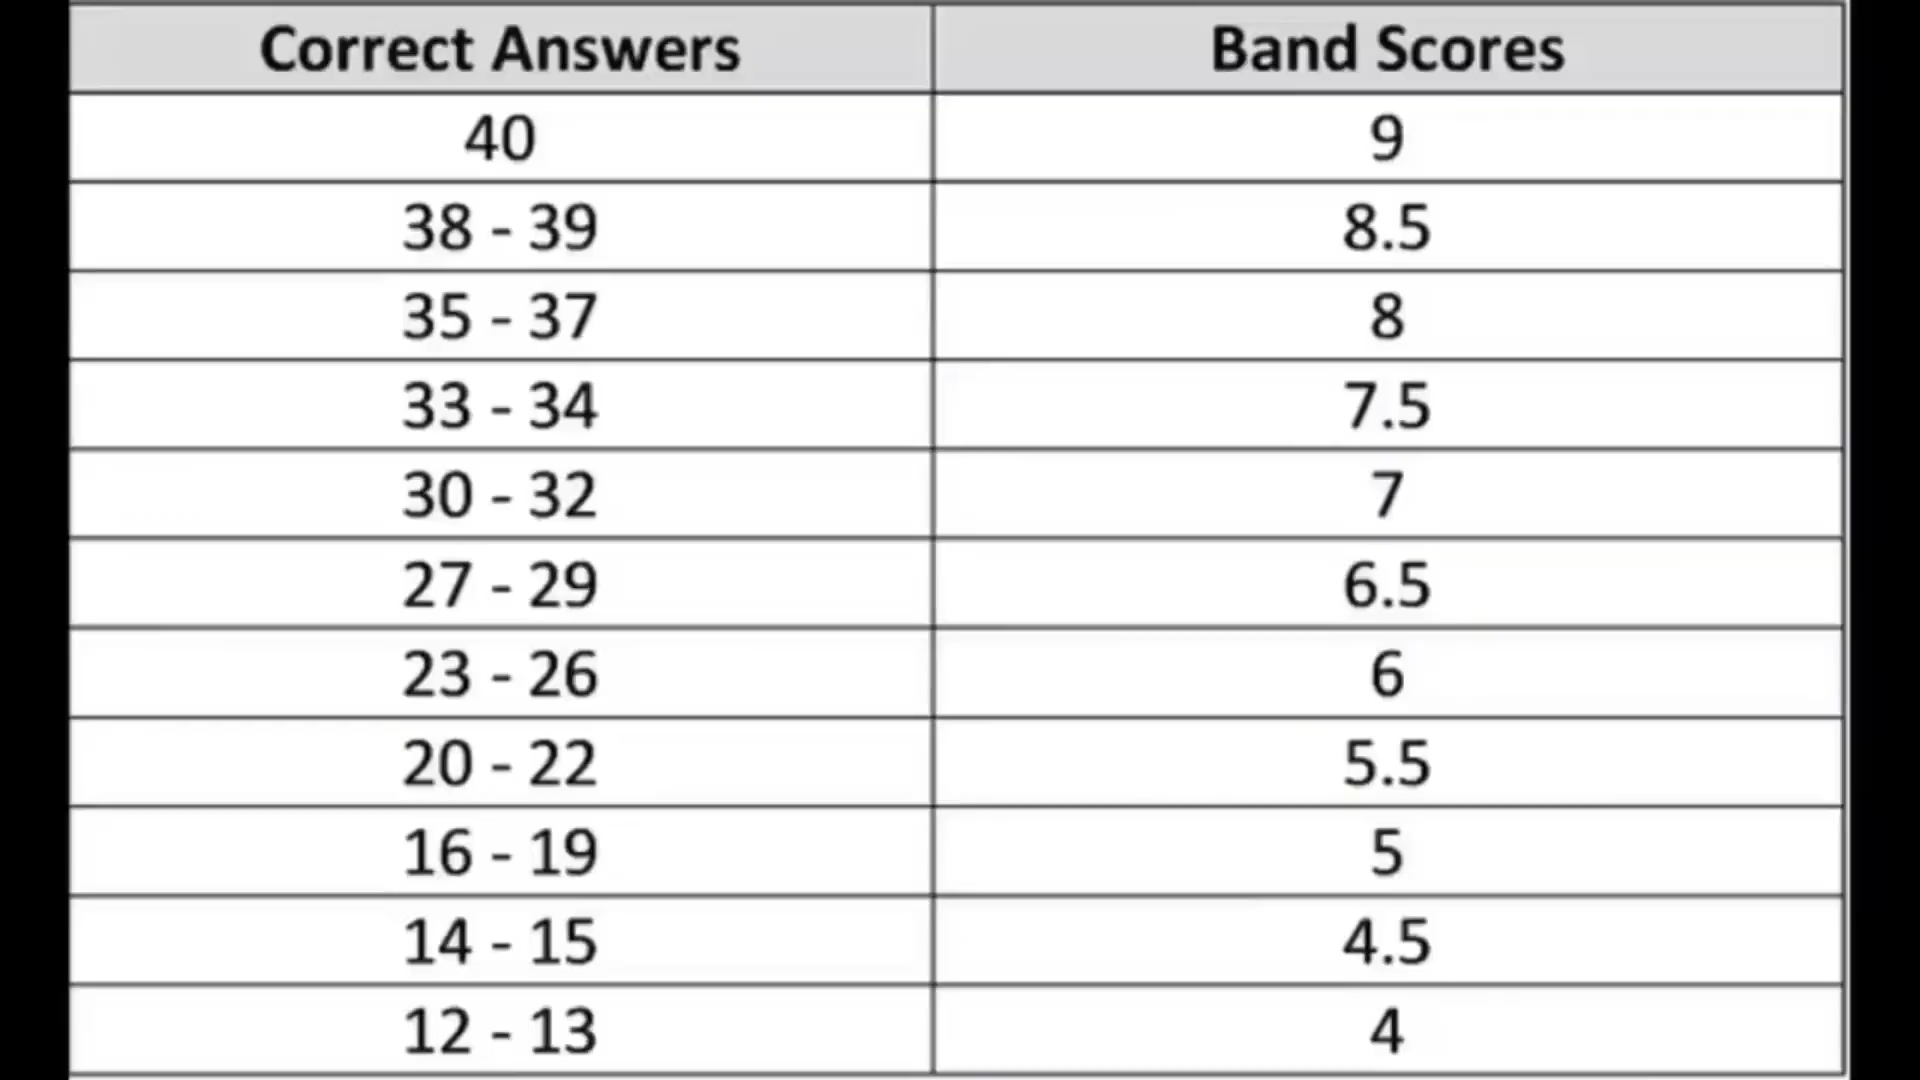 Correct Answers Band Scores
40 9
38 - 39 8.5
35 - 37 8
33 - 34 7.5
30 - 32 7
27 - 29 6.5
23 - 26 6
20 - 22 5.5
16 - 19 5
14 - 15 4.5
12 - 13 4